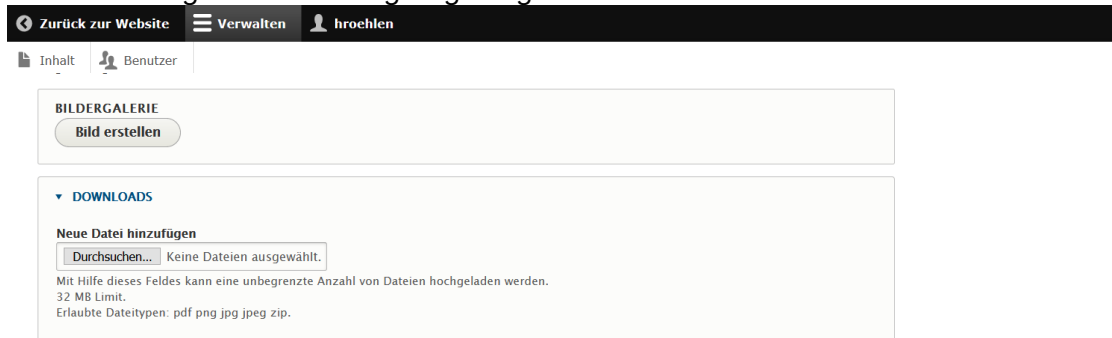 Zurück zur Website Verwalten hroehlen
Inhalt Benutzer
BILDERGALERIE
Bild erstellen
DOWNLOADS
Neue Datei hinzufügen
Durchsuchen... Keine Dateien ausgewählt.
Mit Hilfe dieses Feldes kann eine unbegrenzte Anzahl von Dateien hochgeladen werden.
32 MB Limit.
Erlaubte Dateitypen: pdf png jpg jpeg zip.